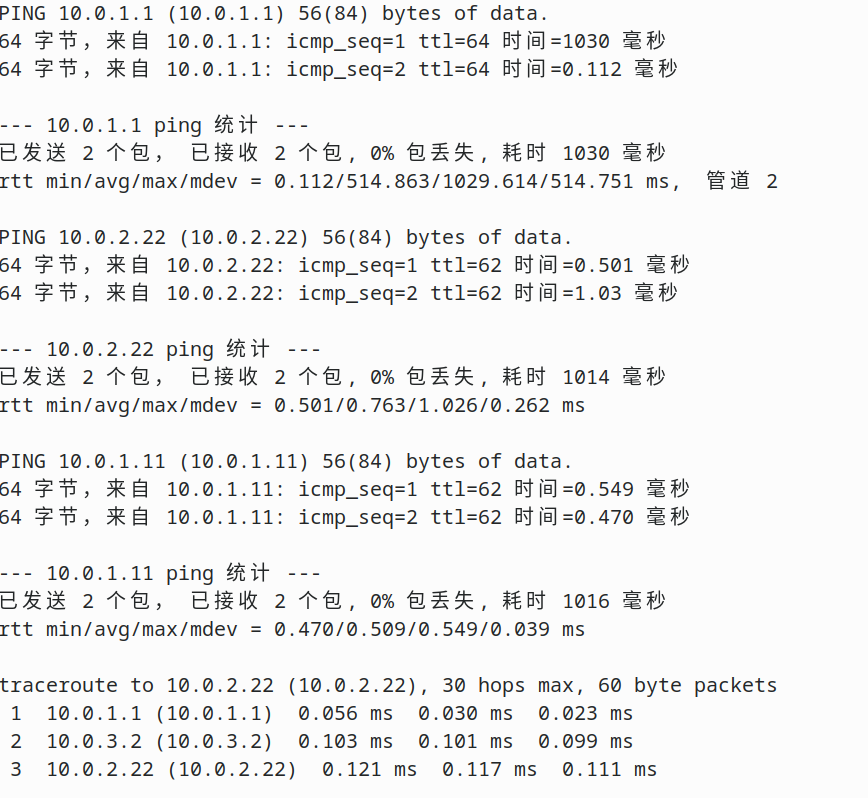 PING 10.0.1.1 (10.0.1.1) 56(84) bytes of data.
64 字节，来自 10.0.1.1: icmp_seq=1 ttl=64 时间=1030 毫秒
64 字节，来自 10.0.1.1: icmp_seq=2 ttl=64 时间=0.112 毫秒
--- 10.0.1.1 ping 统计 ---
已发送 2 个包， 已接收 2 个包, 0% 包丢失, 耗时 1030 毫秒
rtt min/avg/max/mdev = 0.112/514.863/1029.614/514.751 ms, 管道 2
PING 10.0.2.22 (10.0.2.22) 56(84) bytes of data.
64 字节，来自 10.0.2.22: icmp_seq=1 ttl=62 时间=0.501 毫秒
64 字节，来自 10.0.2.22: icmp_seq=2 ttl=62 时间=1.03 毫秒
--- 10.0.2.22 ping 统计 ---
已发送 2 个包， 已接收 2 个包, 0% 包丢失, 耗时 1014 毫秒
rtt min/avg/max/mdev = 0.501/0.763/1.026/0.262 ms
PING 10.0.1.11 (10.0.1.11) 56(84) bytes of data.
64 字节，来自 10.0.1.11: icmp_seq=1 ttl=62 时间=0.549 毫秒
64 字节，来自 10.0.1.11: icmp_seq=2 ttl=62 时间=0.470 毫秒
--- 10.0.1.11 ping 统计 ---
已发送 2 个包， 已接收 2 个包, 0% 包丢失, 耗时 1016 毫秒
rtt min/avg/max/mdev = 0.470/0.509/0.549/0.039 ms
traceroute to 10.0.2.22 (10.0.2.22), 30 hops max, 60 byte packets
1 10.0.1.1 (10.0.1.1) 0.056 ms 0.030 ms 0.023 ms
2 10.0.3.2 (10.0.3.2) 0.103 ms 0.101 ms 0.099 ms
3 10.0.2.22 (10.0.2.22) 0.121 ms 0.117 ms 0.111 ms